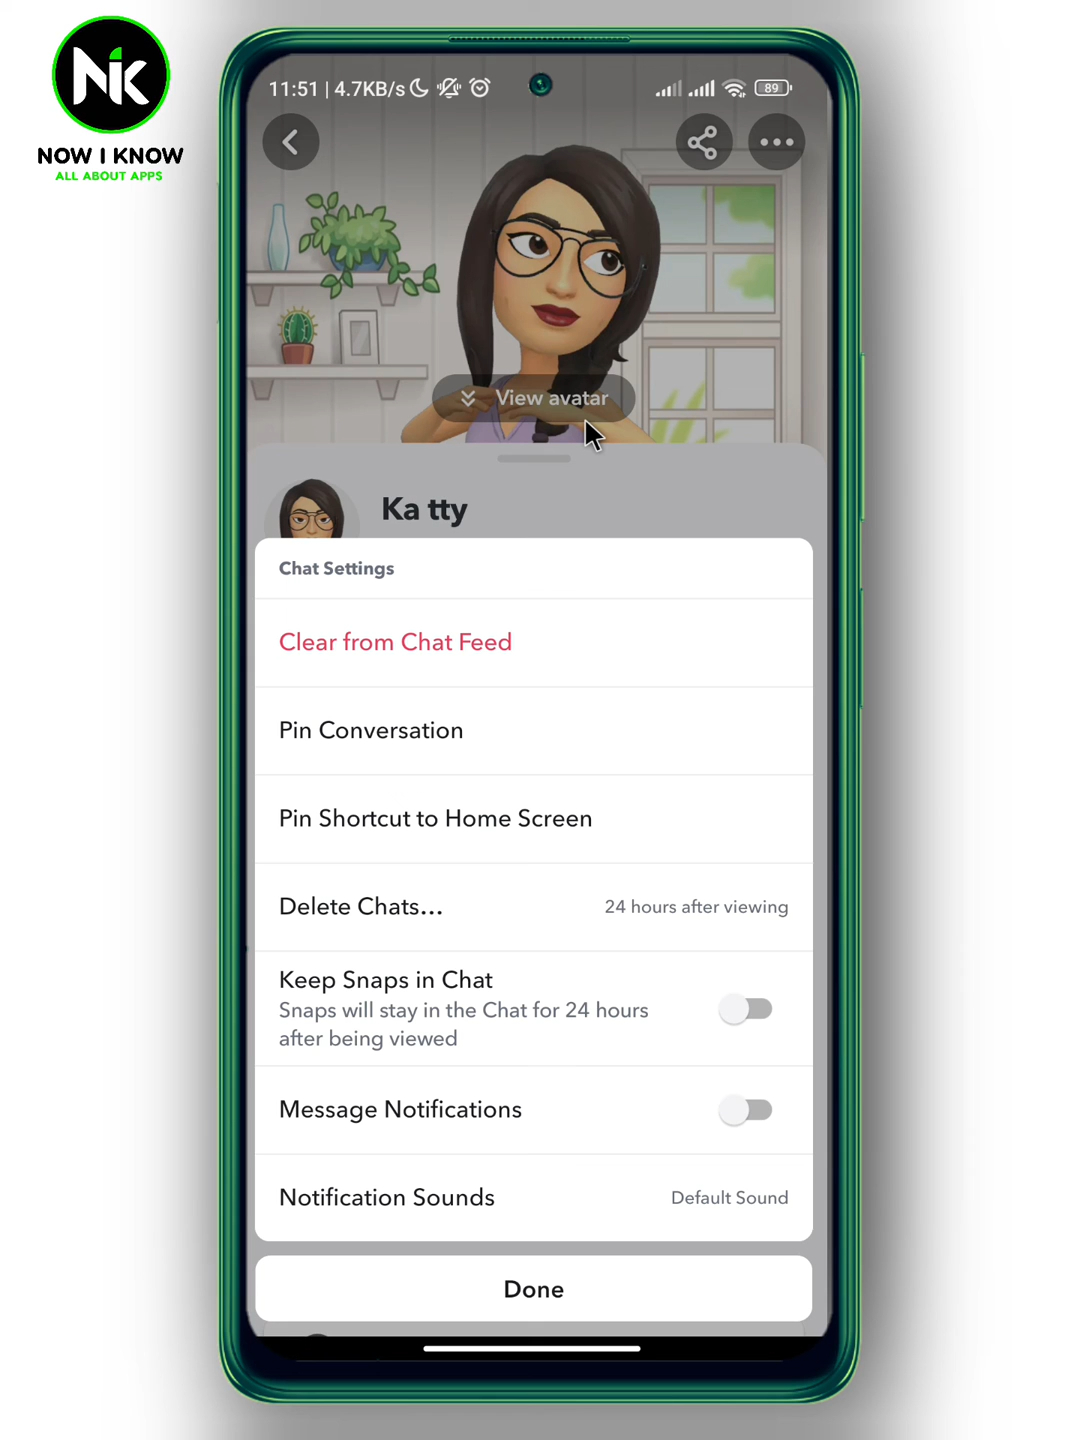 NIK
NOW I KNOW
ALL ABOUT APPS
11:51 | 4.7KB/s
89
View avatar
Ka tty
Chat Settings
Clear from Chat Feed
Pin Conversation
Pin Shortcut to Home Screen
Delete Chats... 24 hours after viewing
Keep Snaps in Chat
Snaps will stay in the Chat for 24 hours
after being viewed
Message Notifications
Notification Sounds Default Sound
Done